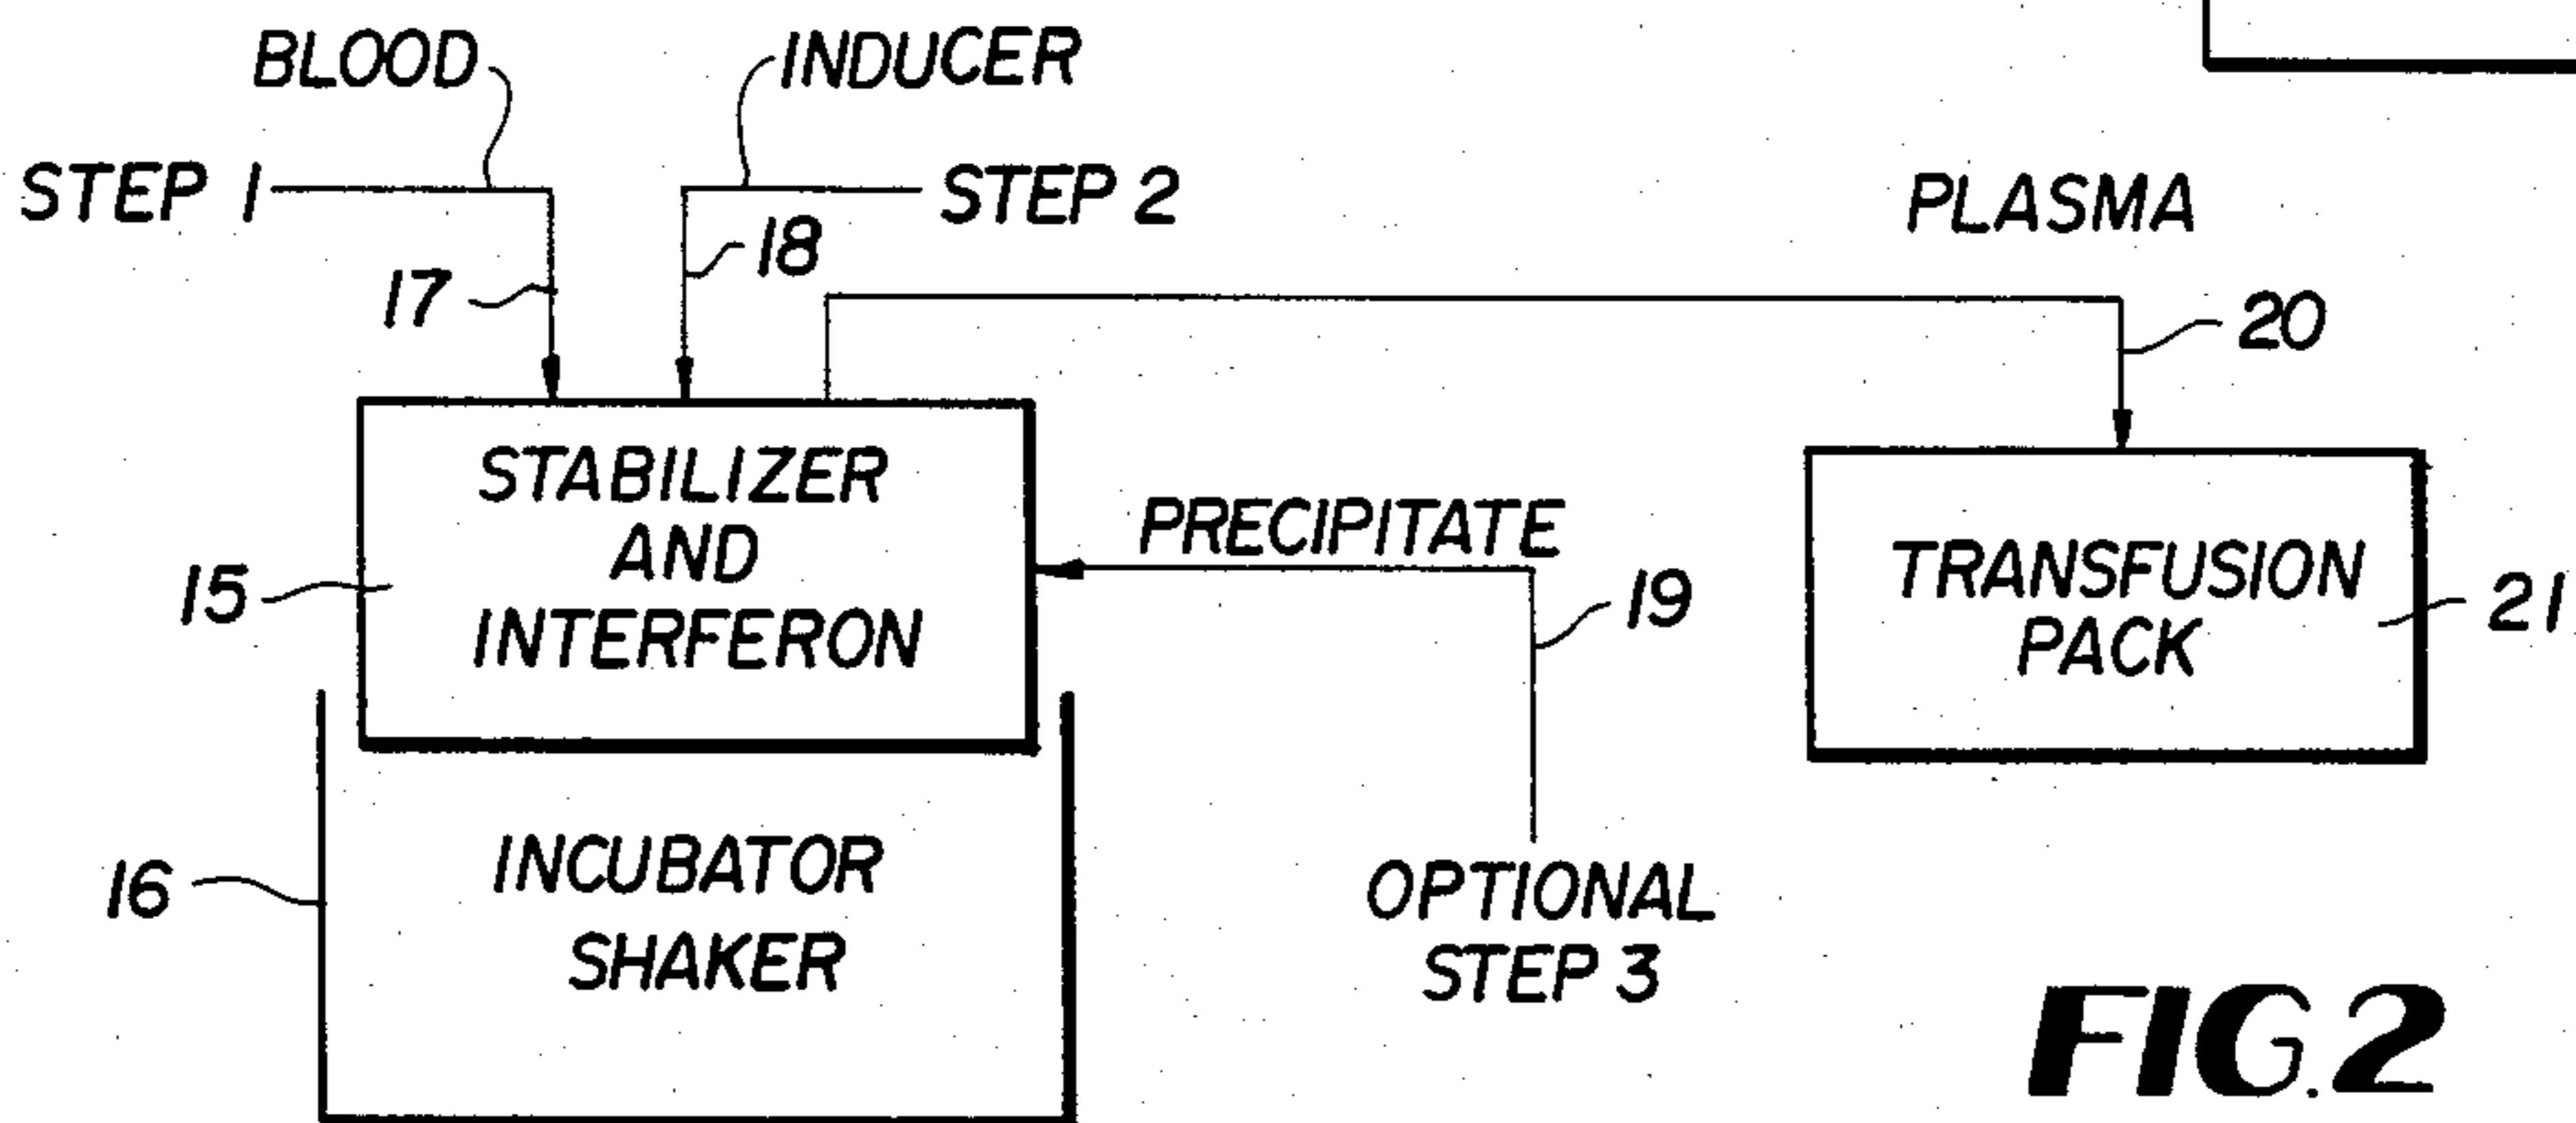 BLOOD
INDUCER
STEP 1
STEP 2
PLASMA
17
18
20
STABILIZER
AND
INTERFERON
15
PRECIPITATE
19
TRANSFUSION
PACK
21
16
INCUBATOR
SHAKER
OPTIONAL
STEP 3
FIG.2